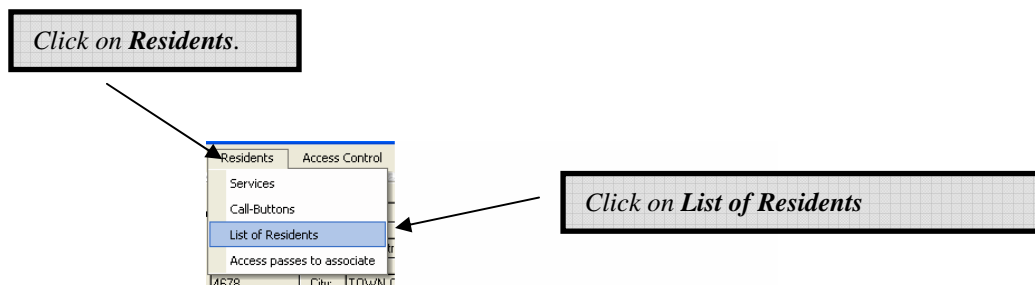 Click on Residents.
Residents Access Control
Services
Call-Buttons
List of Residents
Click on List of Residents
Access passes to associate
4678 City: TOWN